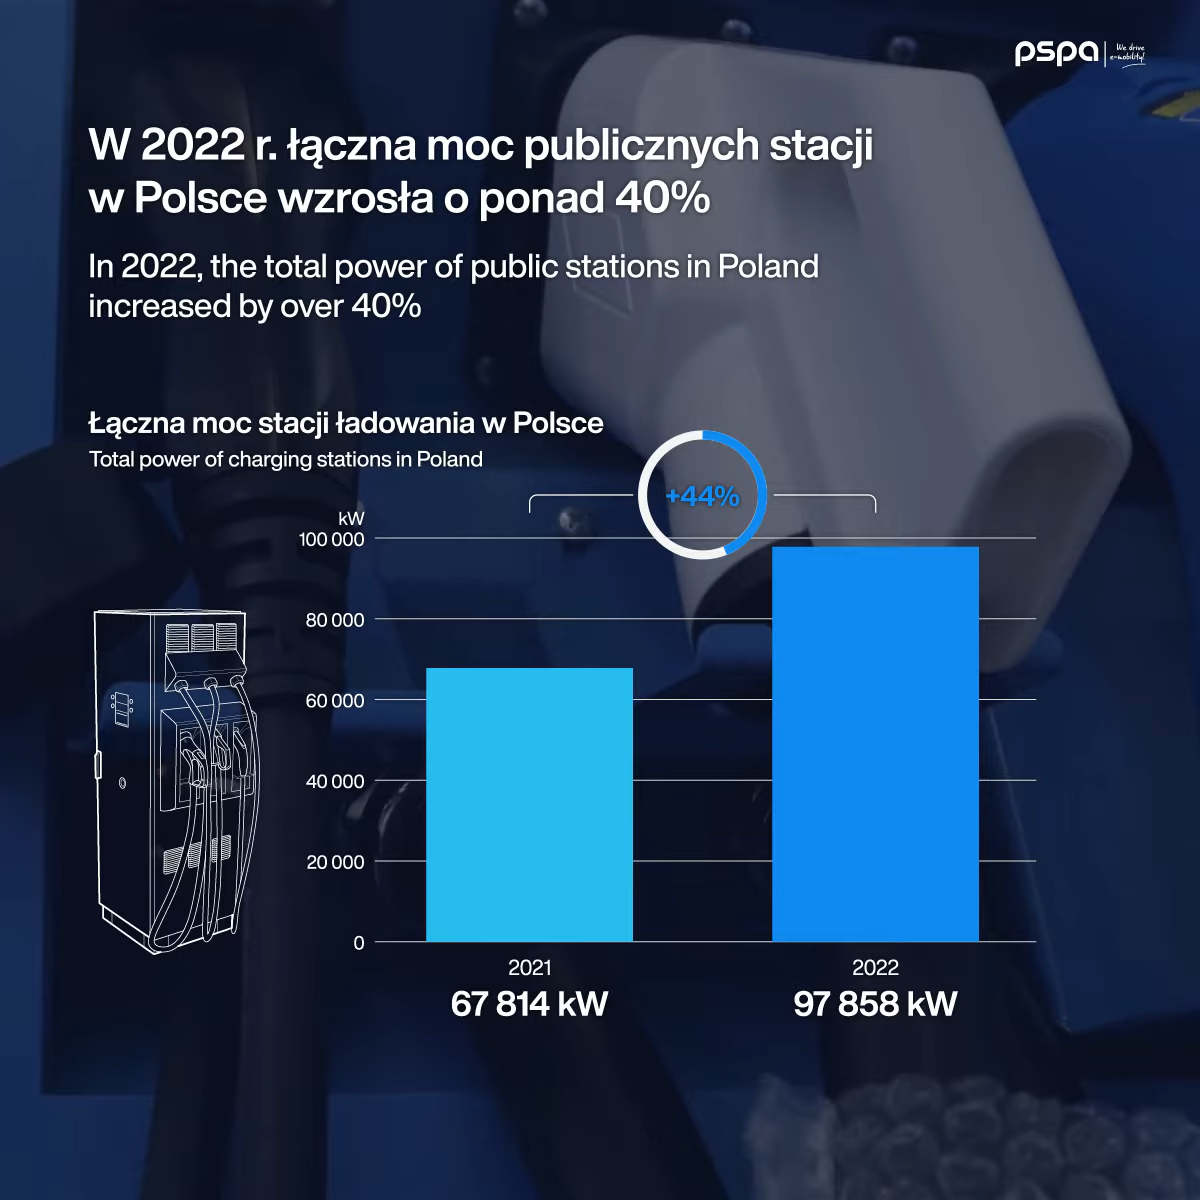 pspa
We drive
e-mobility!
W 2022 r. łączna moc publicznych stacji
w Polsce wzrosła o ponad 40%
In 2022, the total power of public stations in Poland
increased by over 40%
Łączna moc stacji ładowania w Polsce
Total power of charging stations in Poland
+44%
kW
100 000
80 000
60 000
40 000
20 000
0
2021
2022
67 814 kW
97 858 kW